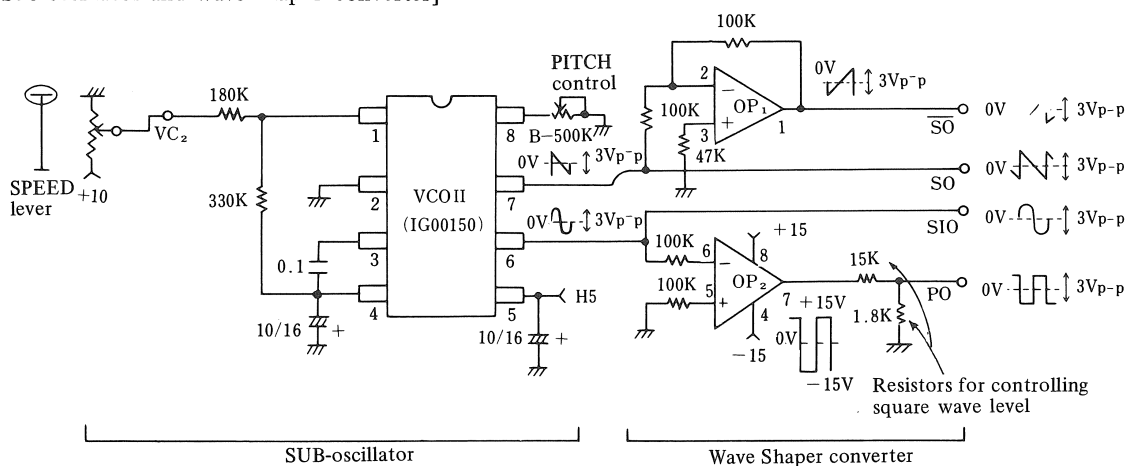 100K
PITCH
control
0V
3Vp-p
180K
2
−
OP₁
0V
3Vp-p
1
8
100K
+
3
1
SO
VC₂
B−500K
47K
0V
3Vp-p
0V
3Vp-p
SPEED
lever
+10
330K
VCO II
(IG00150)
2
7
SO
0V
3Vp-p
+15
SIO
0V
3Vp-p
100K
6
−
8
15K
0.1
3
6
100K
5
+
OP₂
7
+15V
PO
0V
3Vp-p
H5
4
1.8K
10/16
+
4
5
10/16
+
−15
0V
−15V
Resistors for controlling
square wave level
SUB-oscillator
Wave Shaper converter